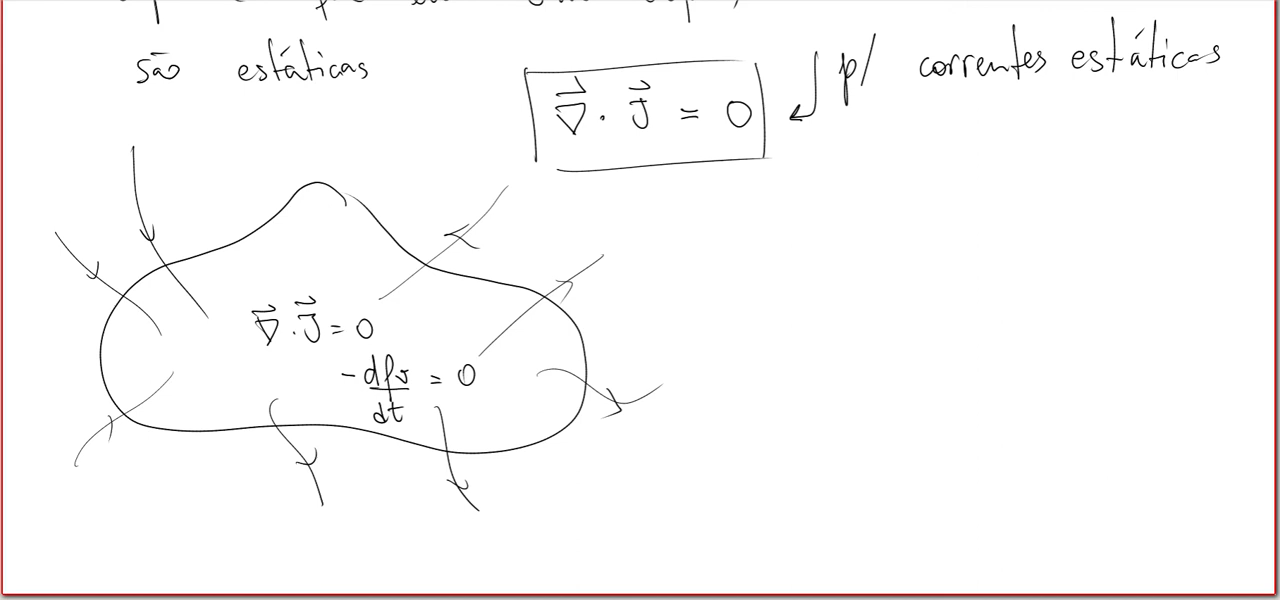 são estáticas
∇⃗ · J⃗ = 0 p/ correntes estáticas
∇⃗ · J⃗ = 0
- dρv/dt = 0